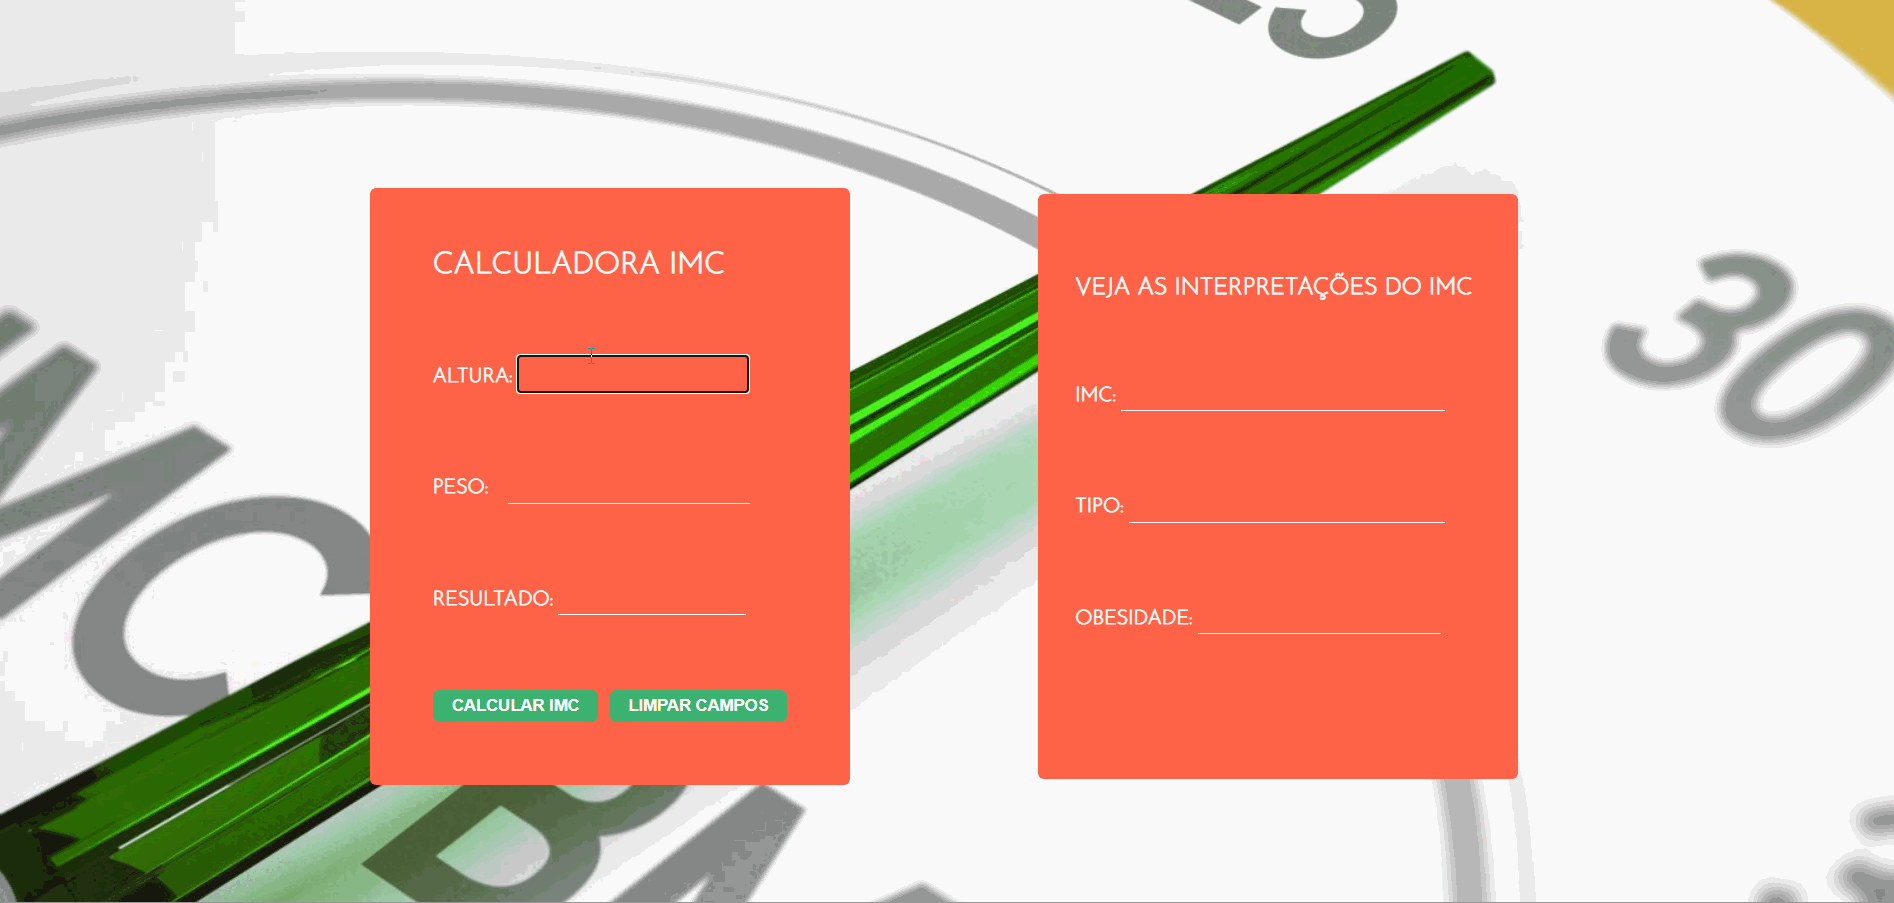 CALCULADORA IMC
ALTURA:
PESO:
RESULTADO:
CALCULAR IMC
LIMPAR CAMPOS
VEJA AS INTERPRETAÇÕES DO IMC
IMC:
TIPO:
OBESIDADE:
30